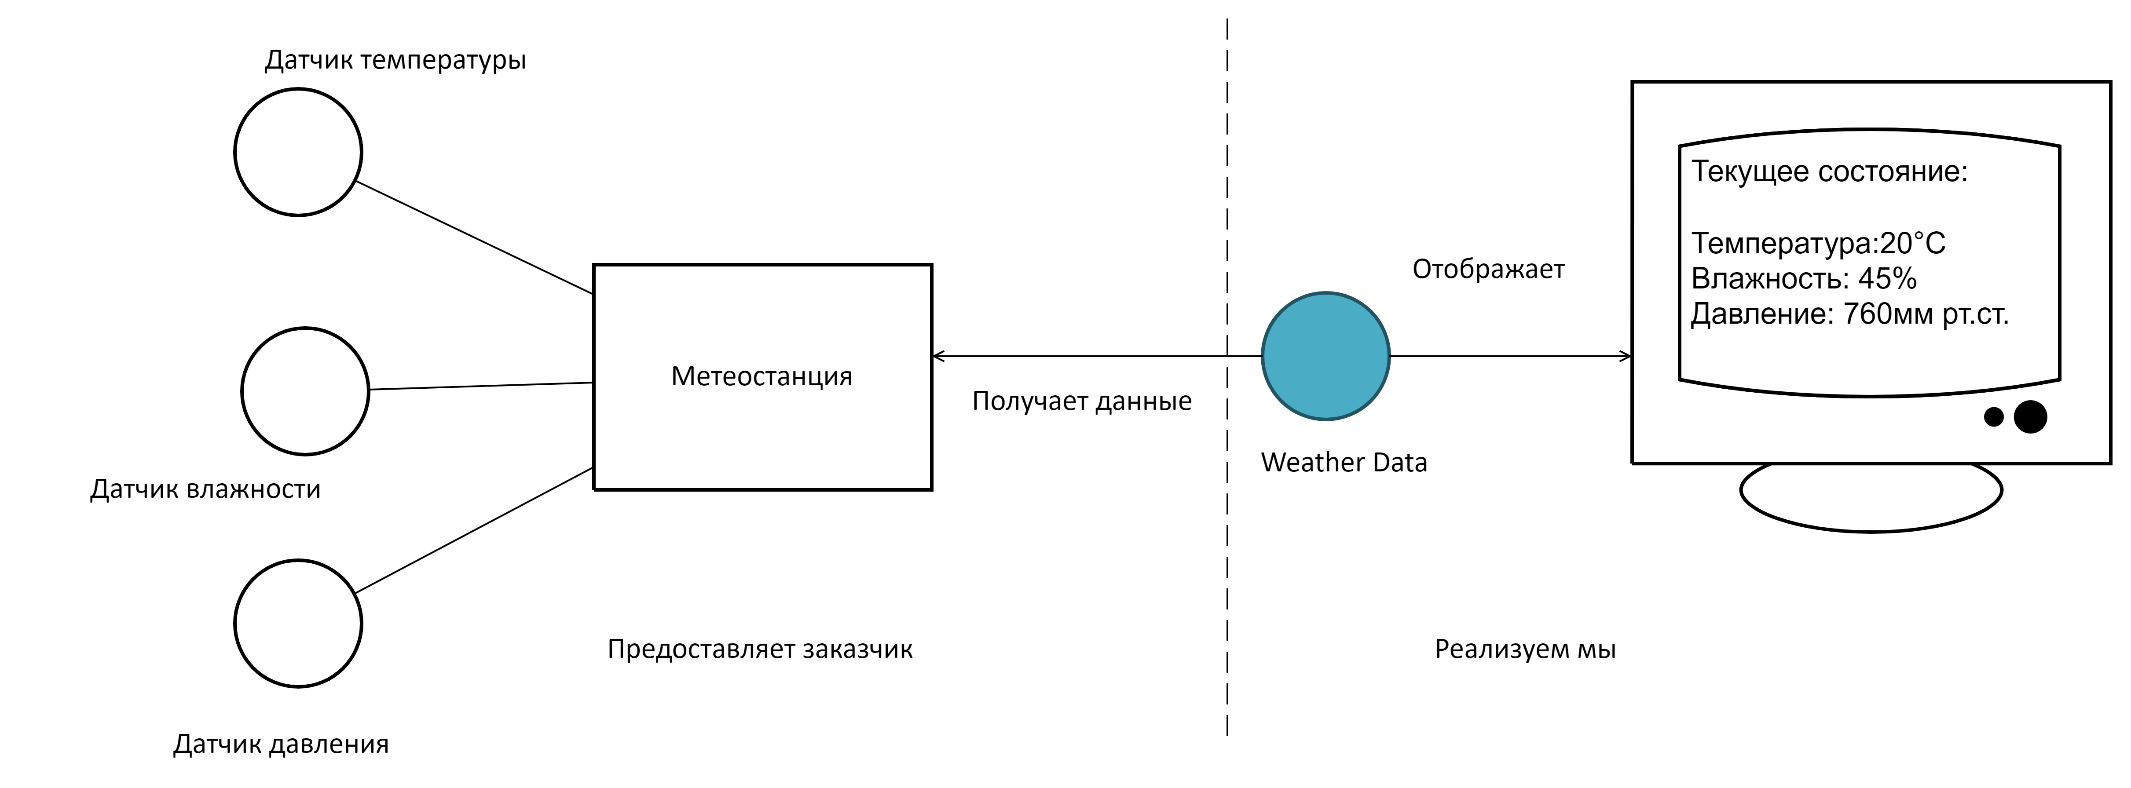 Датчик температуры
Текущее состояние:
Температура:20°C
Влажность: 45%
Давление: 760мм рт.ст.
Отображает
Метеостанция
Получает данные
Weather Data
Датчик влажности
Предоставляет заказчик
Реализуем мы
Датчик давления